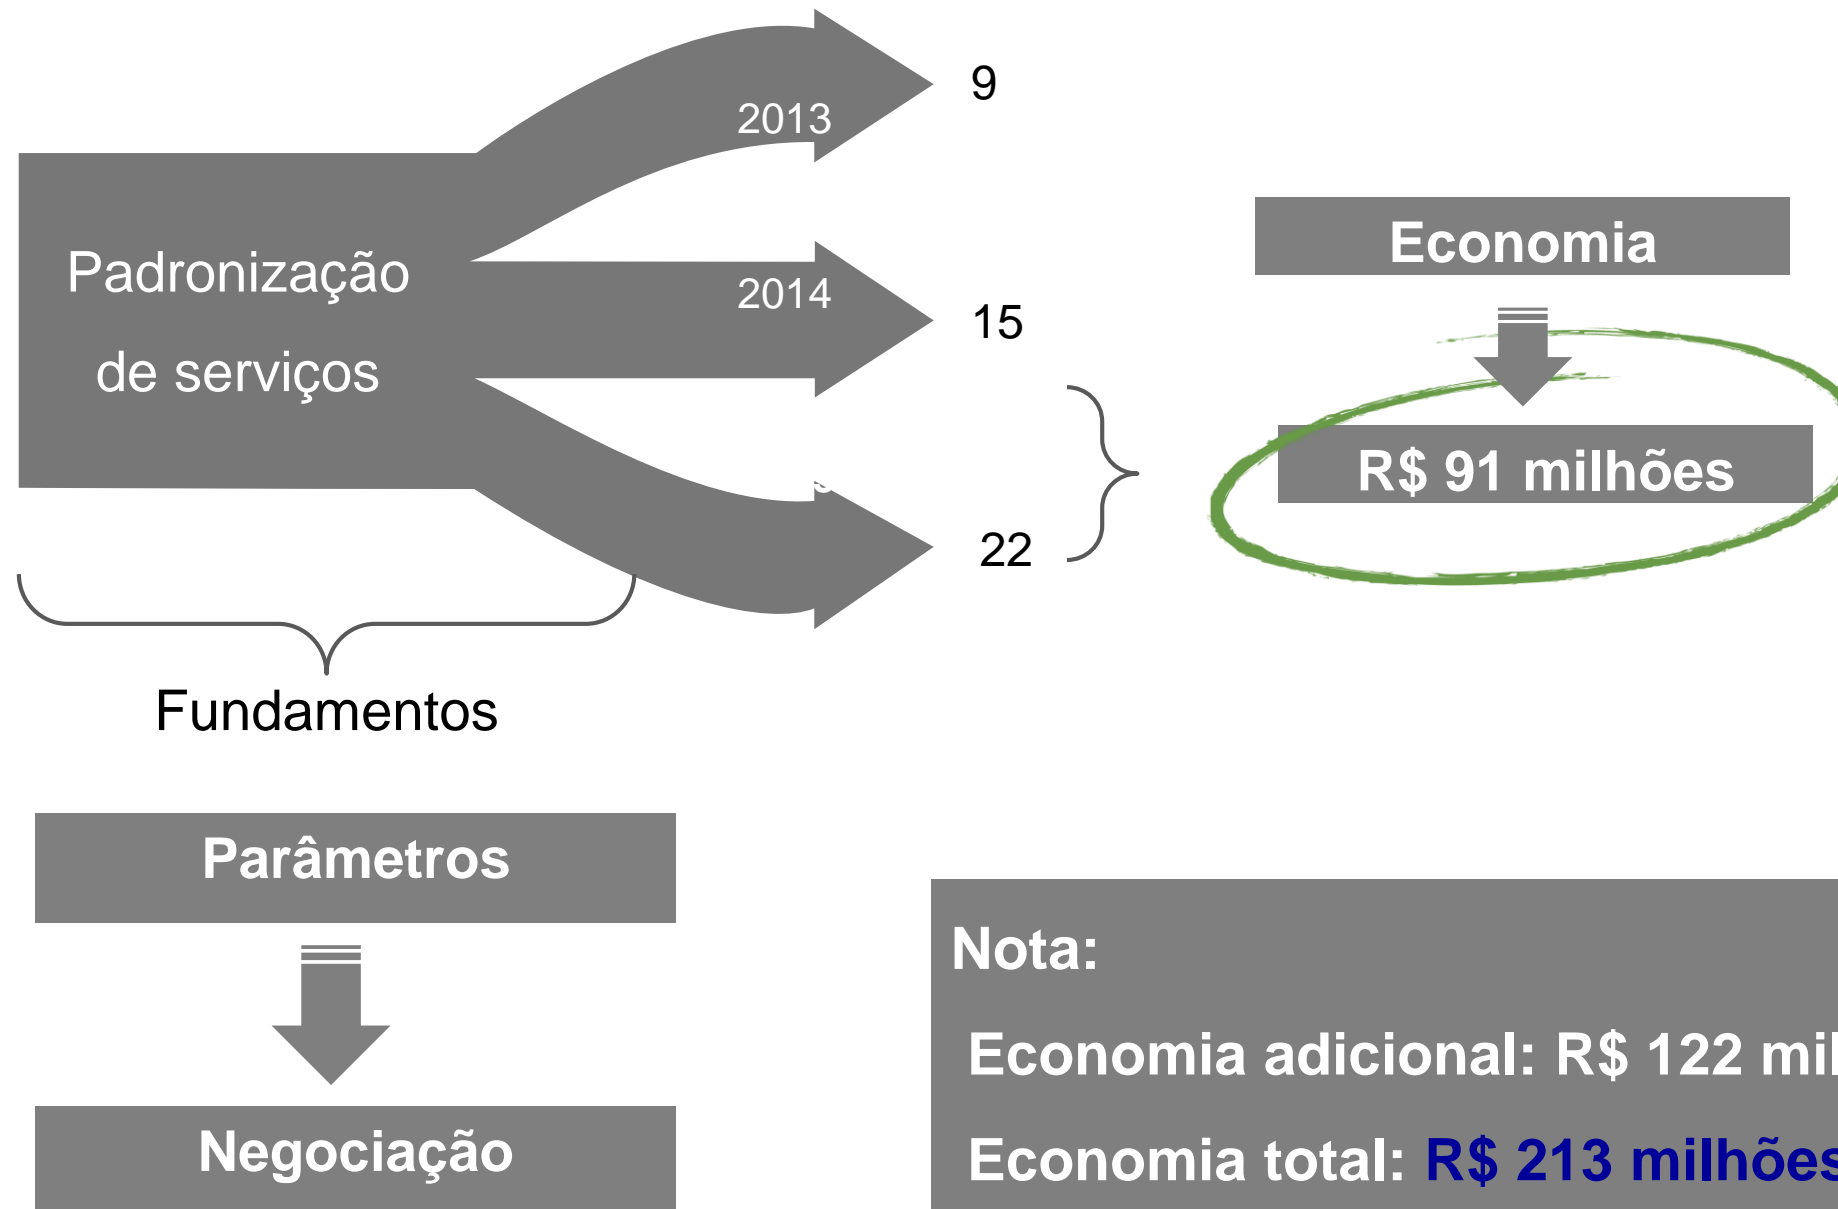 2013
9
Padronização
de serviços
2014
15
22
Economia
R$ 91 milhões
Fundamentos
Parâmetros
Negociação
Nota:
Economia adicional: R$ 122
Economia total: R$ 213 milhões